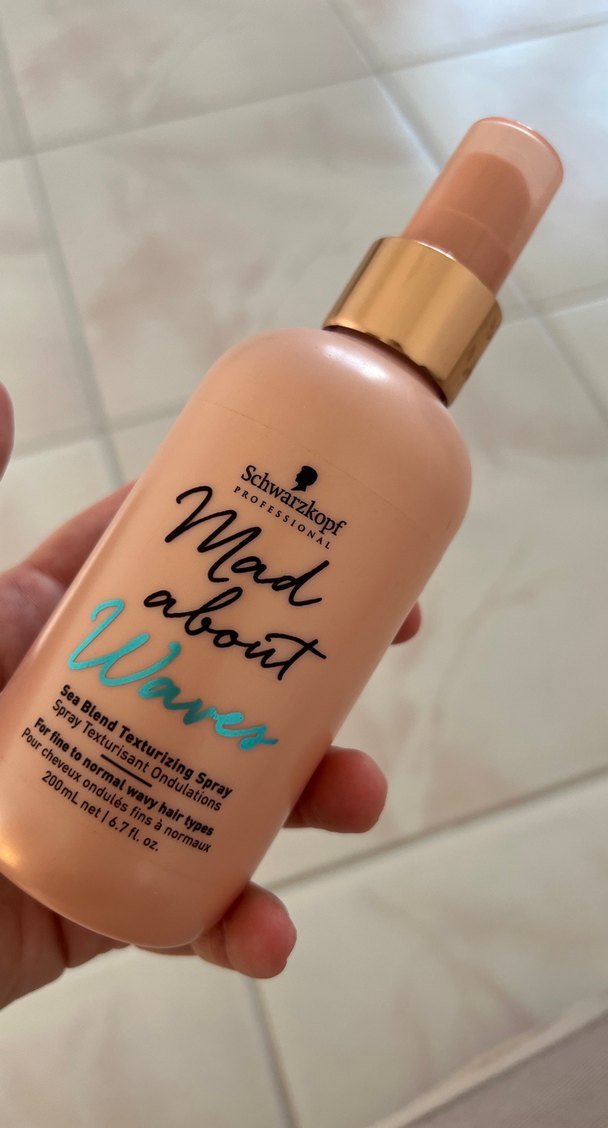 Schwarzkopf
PROFESSIONAL
Mad
about
Waves
Sea Blend Texturizing Spray
Spray Texturisant Ondulations
For fine to normal wavy hair types
Pour cheveux ondulés fins à normaux
200mL net | 6.7 fl. oz.